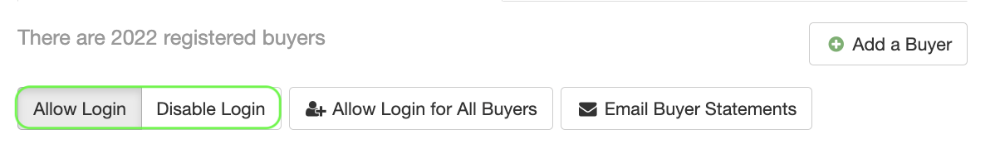 There are 2022 registered buyers
Add a Buyer
Allow Login Disable Login Allow Login for All Buyers Email Buyer Statements